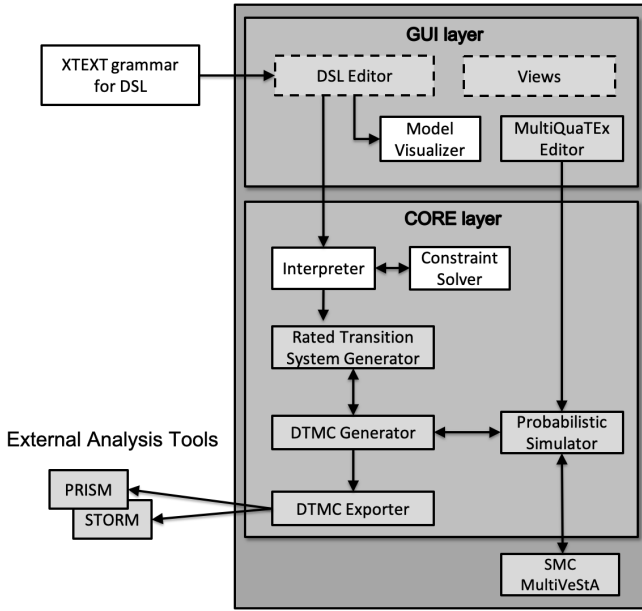 GUI layer
XTEXT grammar
for DSL
DSL Editor
Views
Model
Visualizer
MultiQuaTEx
Editor
CORE layer
Interpreter
Constraint
Solver
Rated Transition
System Generator
DTMC Generator
Probabilistic
Simulator
External Analysis Tools
PRISM
STORM
DTMC Exporter
SMC
MultiVeStA